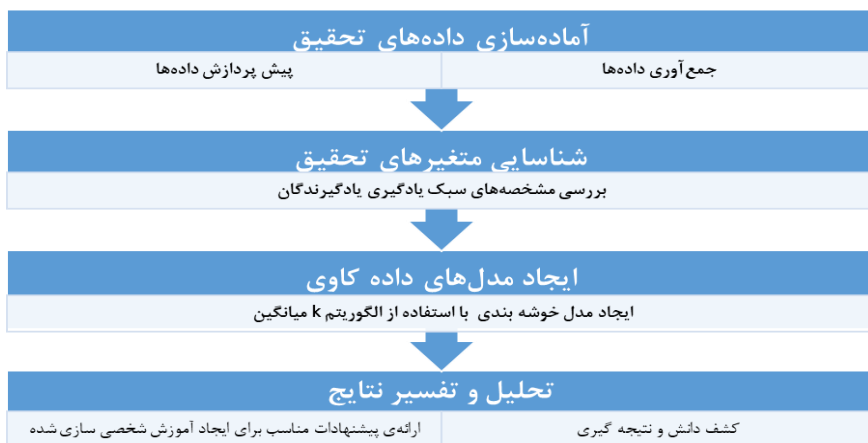 آماده‌سازی داده‌های تحقیق
جمع‌آوری داده‌ها
پیش پردازش داده‌ها
شناسایی متغیرهای تحقیق
بررسی مشخصه‌های سبک یادگیری یادگیرندگان
ایجاد مدل‌های داده کاوی
ایجاد مدل خوشه بندی با استفاده از الگوریتم k میانگین
تحلیل و تفسیر نتایج
کشف دانش و نتیجه گیری
ارائه‌ی پیشنهادات مناسب برای ایجاد آموزش شخصی سازی شده